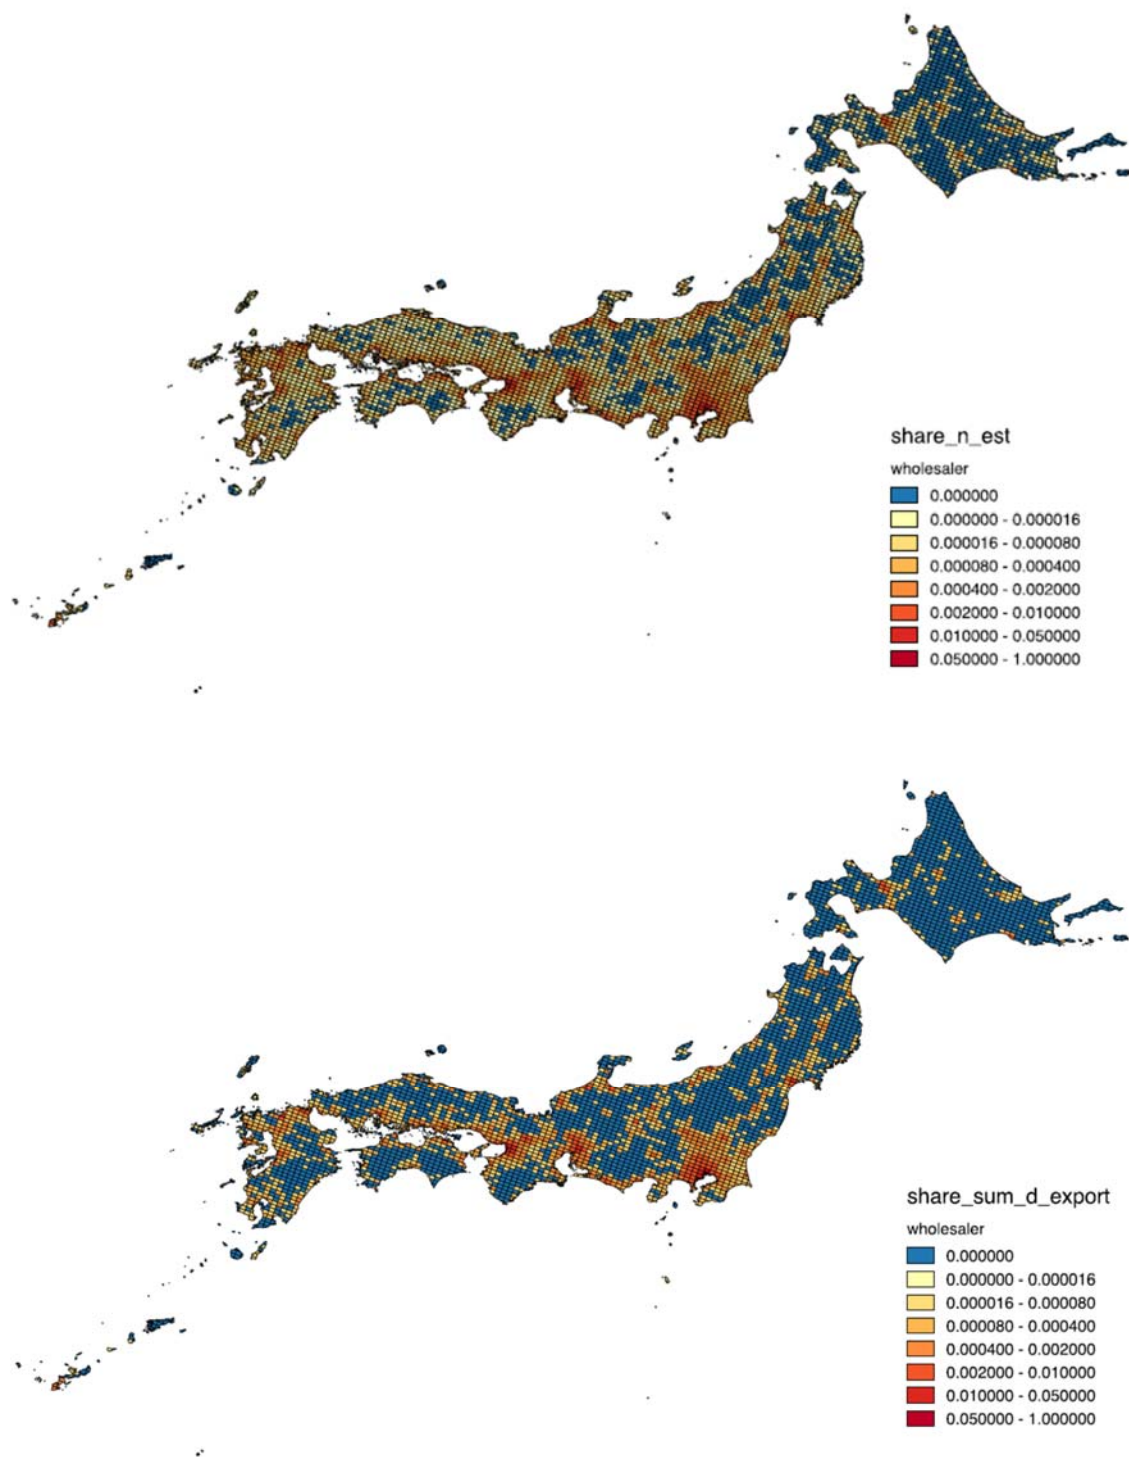 share_n_est
wholesaler
0.000000
0.000000 - 0.000016
0.000016 - 0.000080
0.000080 - 0.000400
0.000400 - 0.002000
0.002000 - 0.010000
0.010000 - 0.050000
0.050000 - 1.000000
share_sum_d_export
wholesaler
0.000000
0.000000 - 0.000016
0.000016 - 0.000080
0.000080 - 0.000400
0.000400 - 0.002000
0.002000 - 0.010000
0.010000 - 0.050000
0.050000 - 1.000000